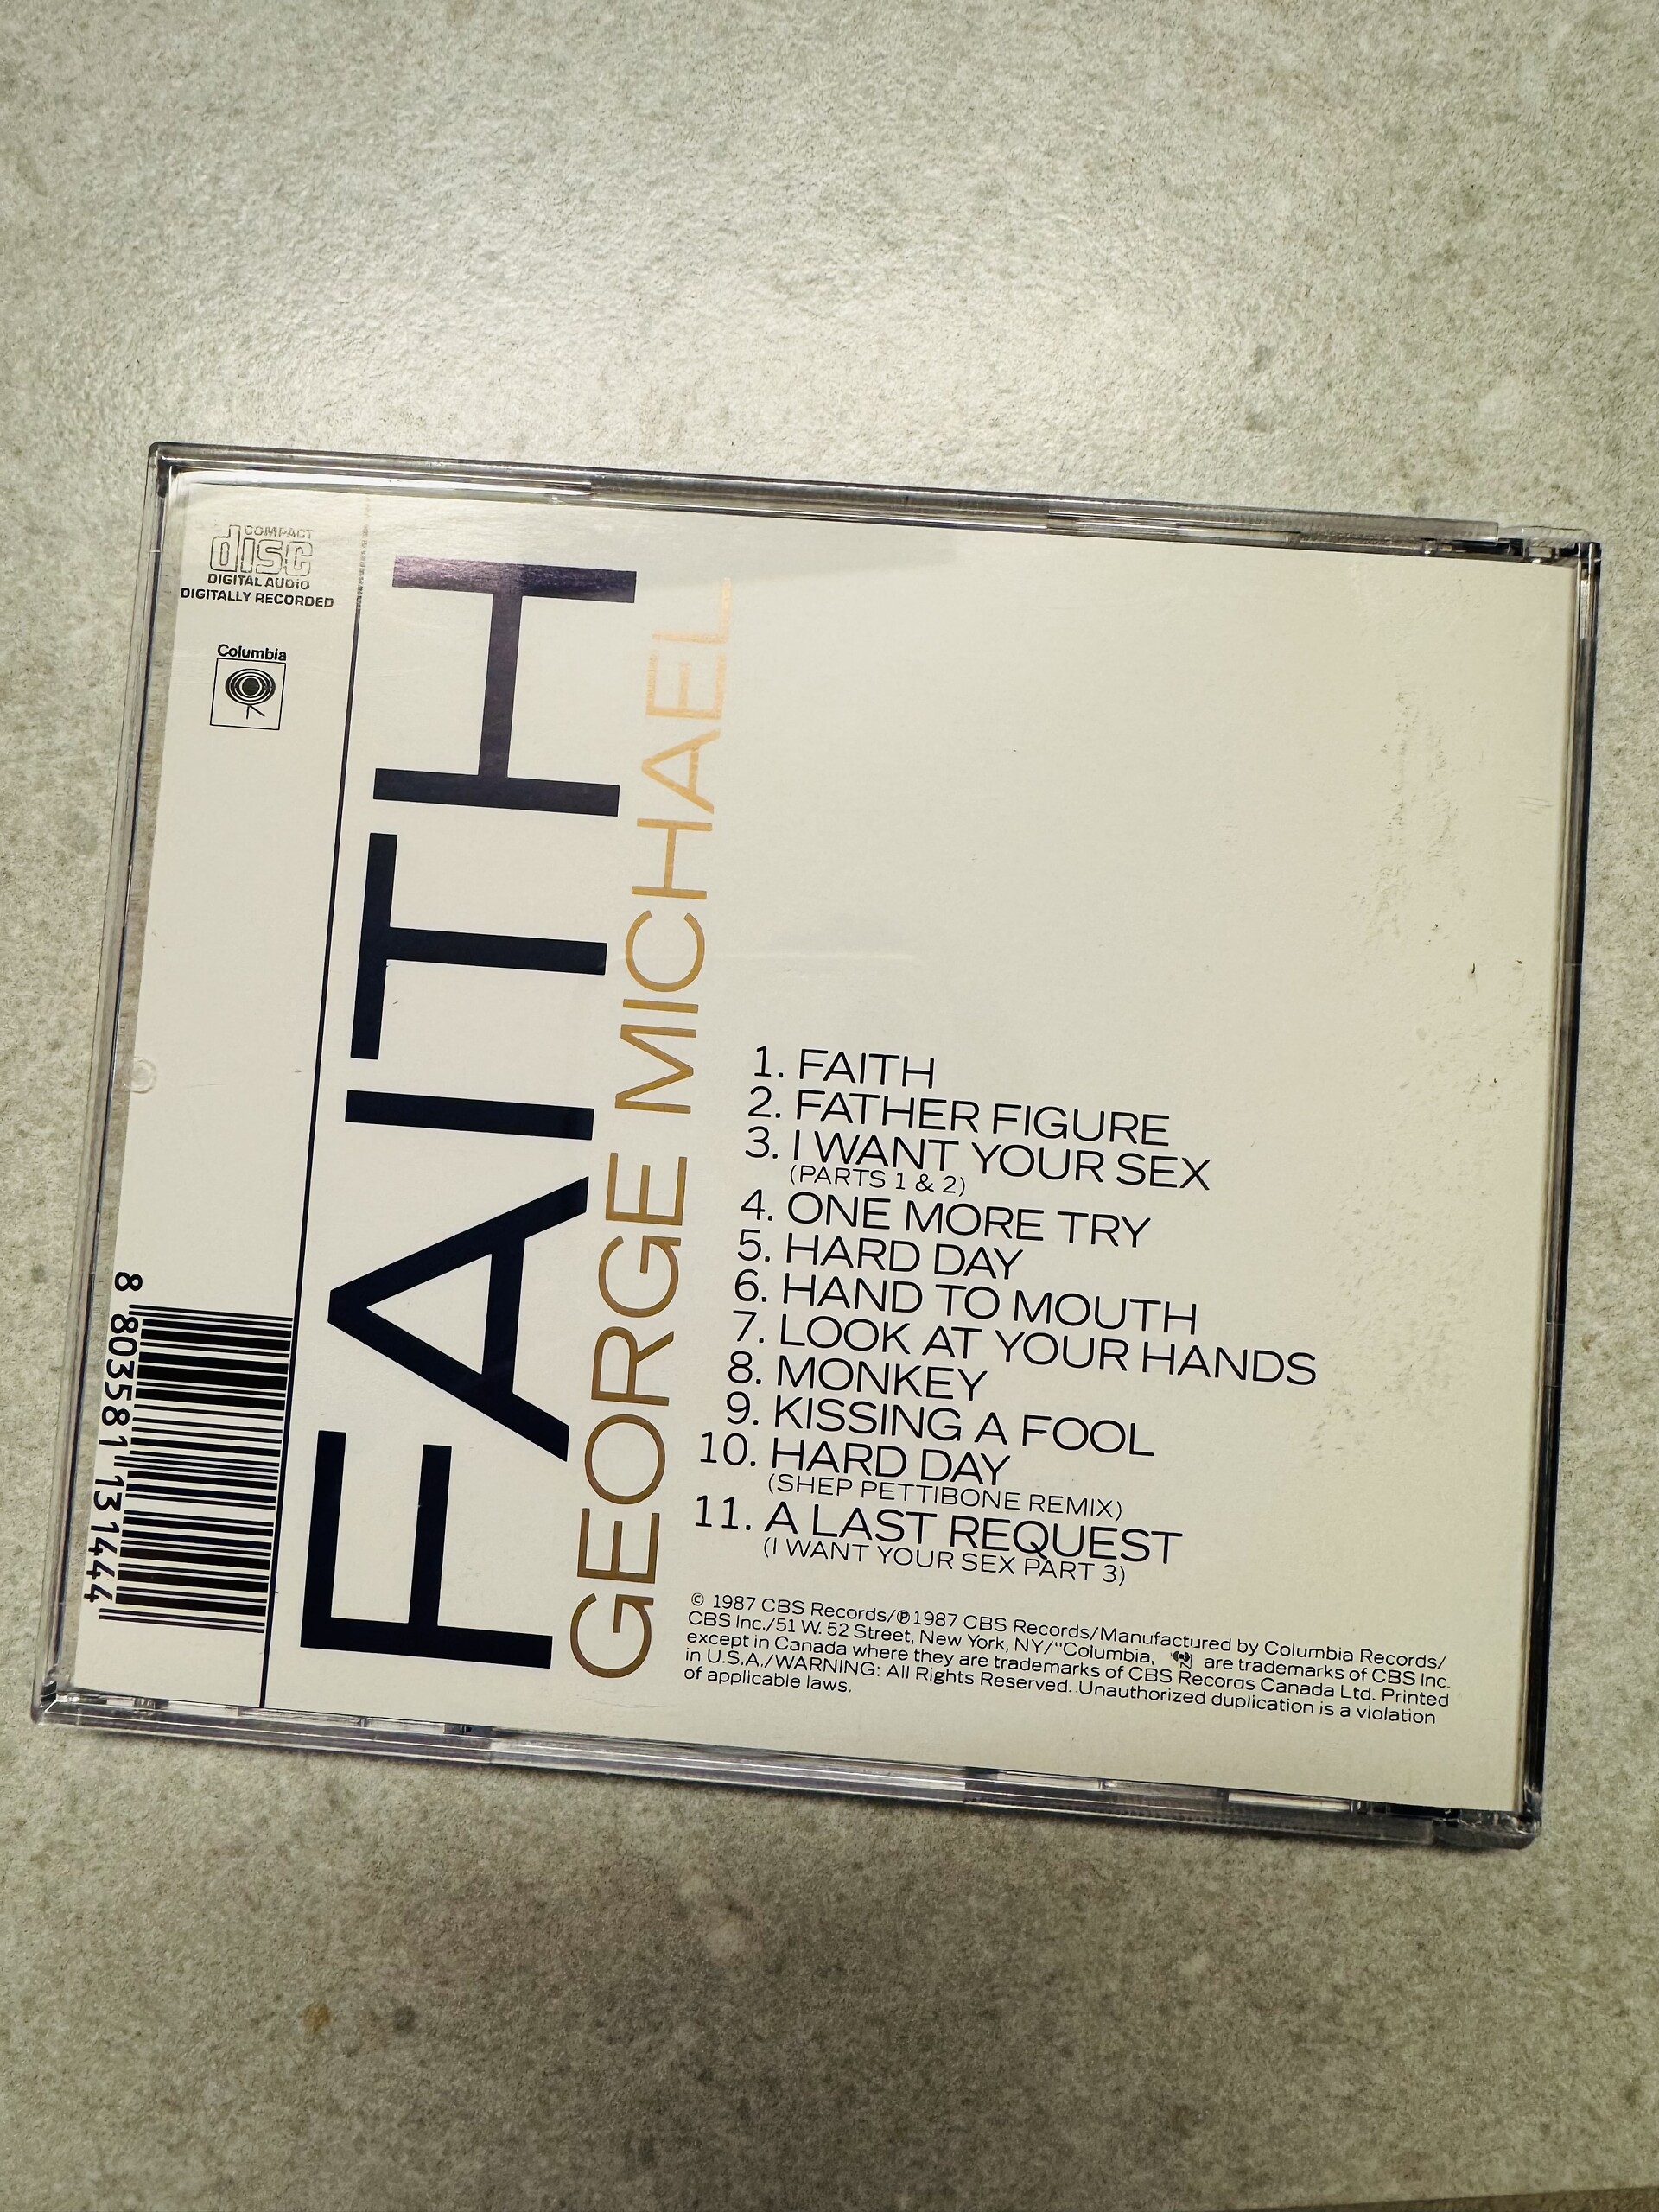 COMPACT
disc
DIGITAL AUDIO
DIGITALLY RECORDED
Columbia
8 803581 131444
FAITH
GEORGE MICHAEL
1. FAITH
2. FATHER FIGURE
3. I WANT YOUR SEX
(PARTS 1 & 2)
4. ONE MORE TRY
5. HARD DAY
6. HAND TO MOUTH
7. LOOK AT YOUR HANDS
8. MONKEY
9. KISSING A FOOL
10. HARD DAY
(SHEP PETTIBONE REMIX)
11. A LAST REQUEST
(I WANT YOUR SEX PART 3)
© 1987 CBS Records/℗1987 CBS Records/Manufactured by Columbia Records/
CBS Inc./51 W. 52 Street, New York, NY/"Columbia, are trademarks of CBS Inc.
except in Canada where they are trademarks of CBS Records Canada Ltd. Printed
in U.S.A./WARNING: All Rights Reserved. Unauthorized duplication is a violation
of applicable laws.